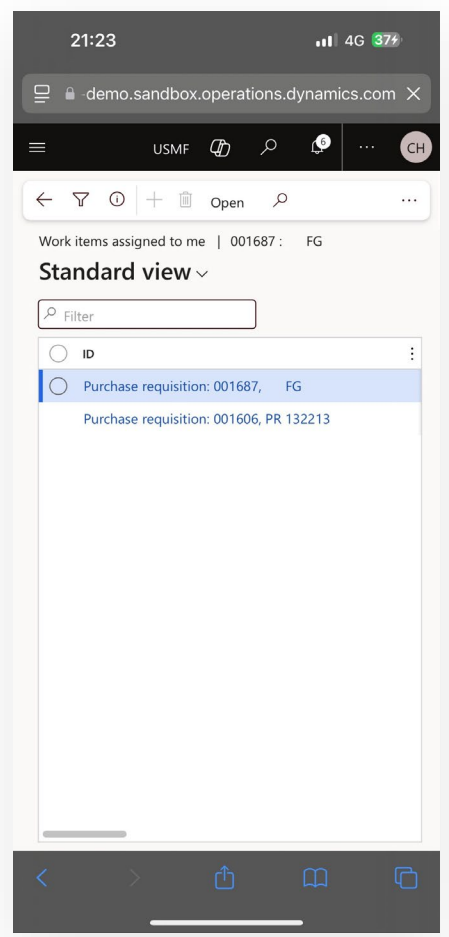 21:23 4G 37
-demo.sandbox.operations.dynamics.com
USMF 6 ... CH
Open ...
Work items assigned to me | 001687 : FG
Standard view
Filter
ID
Purchase requisition: 001687, FG
Purchase requisition: 001606, PR 132213